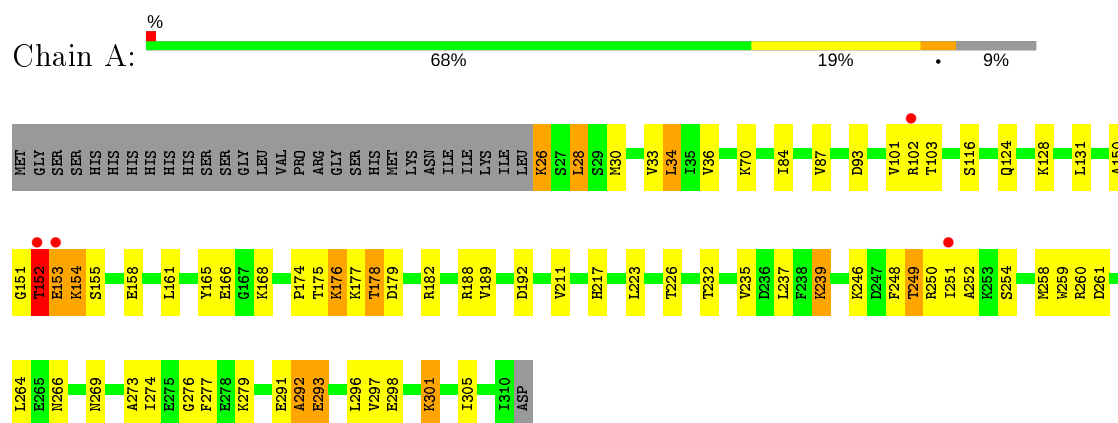 %
Chain A:
68% 19% • 9%
MET GLY SER SER HIS HIS HIS HIS HIS HIS SER SER GLY LEU VAL PRO ARG GLY SER HIS MET LYS ASN ILE ILE LYS ILE LEU K26 S27 L28 S29 M30 V33 L34 I35 V36 K70 I84 V87 D93 V101 R102 T103 S116 Q124 K128 L131 A150
G151 T152 E153 K154 S155 E158 L161 Y165 E166 G167 K168 P174 T175 K176 K177 T178 D179 R182 R188 V189 D192 V211 H217 L223 T226 T232 V235 D236 L237 F238 K239 K246 D247 F248 T249 R250 I251 A252 K253 S254 M258 W259 R260 D261
L264 E265 N266 N269 A273 I274 E275 G276 F277 E278 K279 E291 A292 E293 L296 V297 E298 K301 I305 I310 ASP